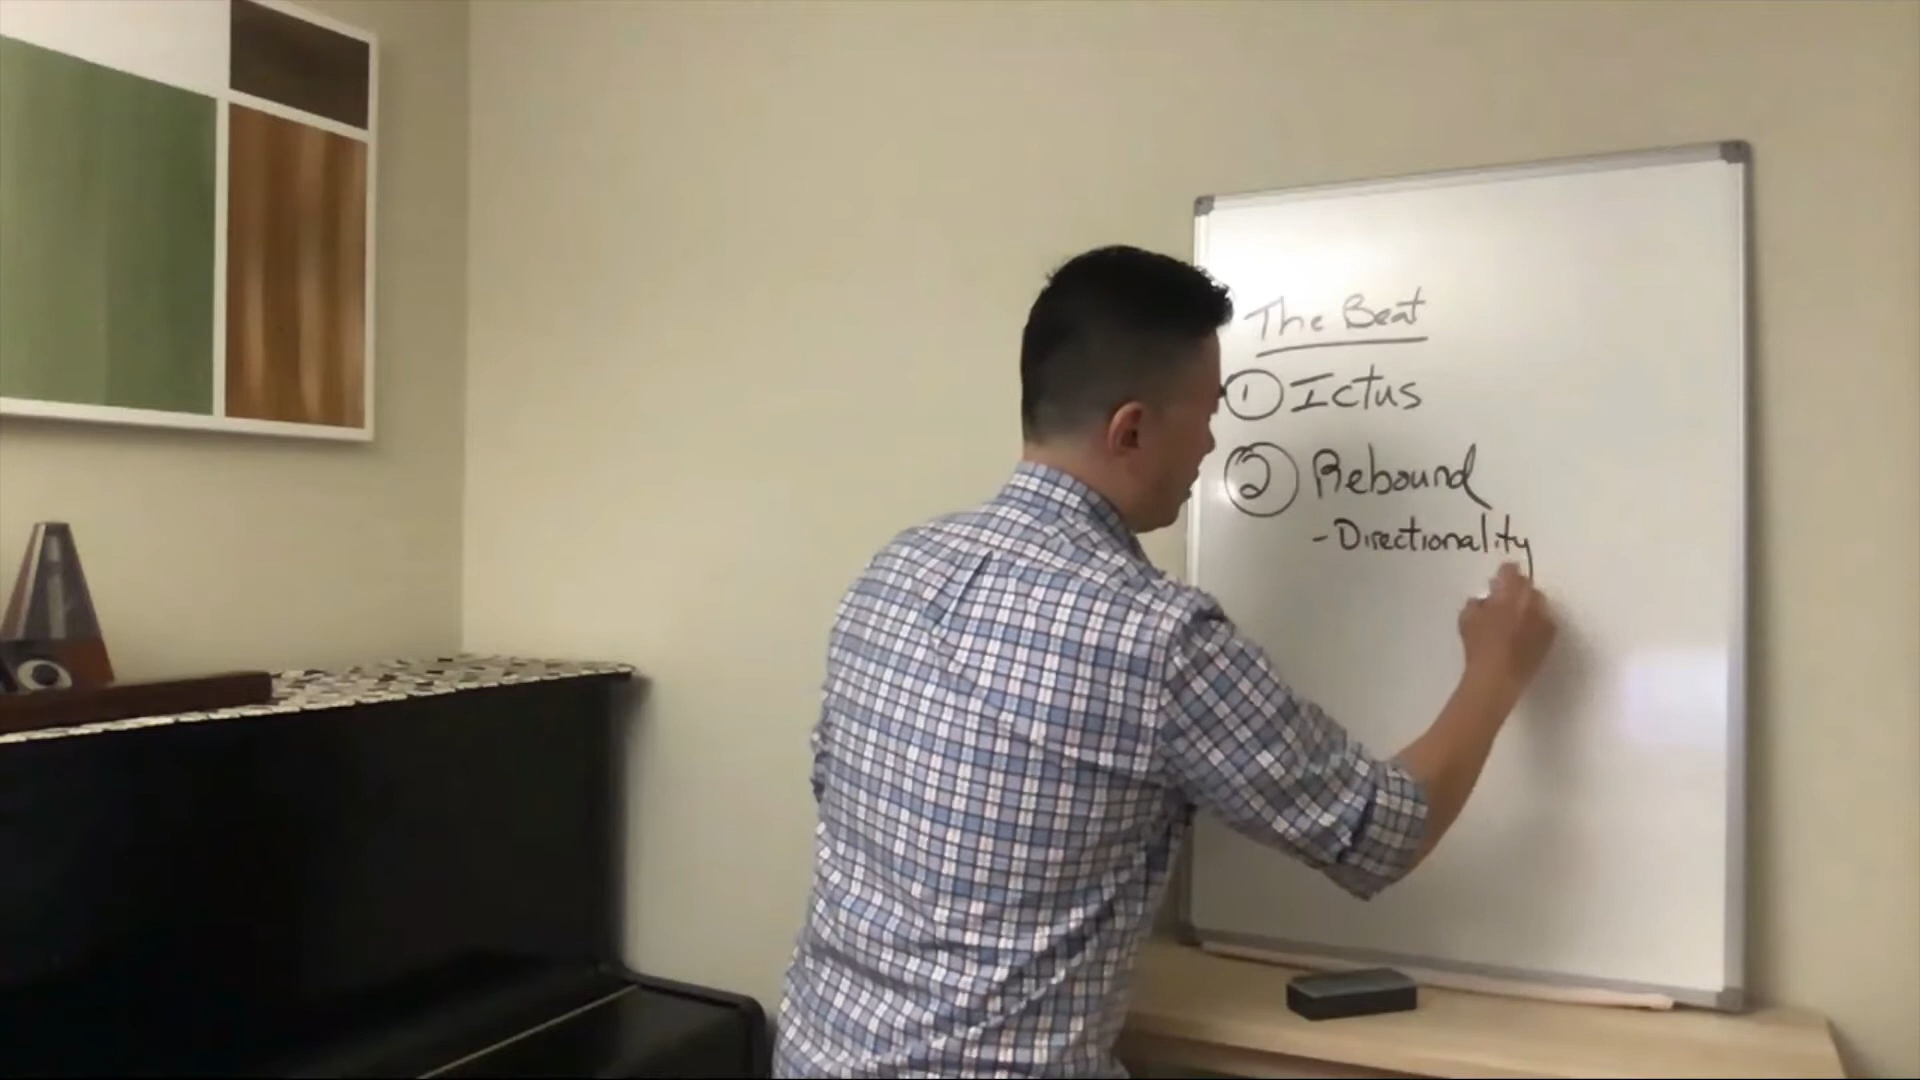 The Beat
① Ictus
② Rebound
- Directionality